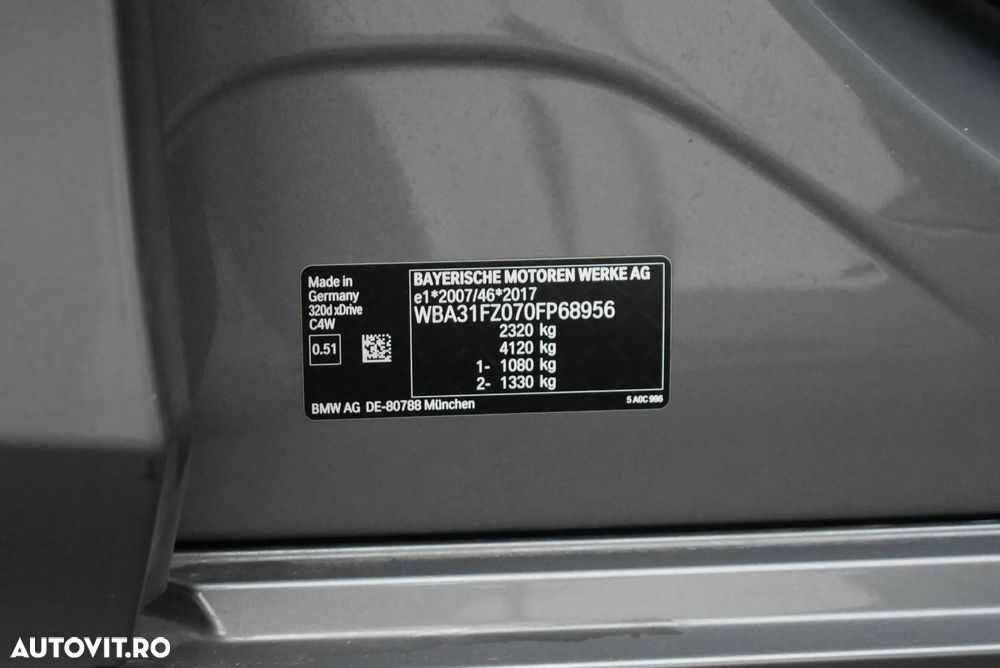 Made in
Germany
320d xDrive
C4W
0.51
BAYERISCHE MOTOREN WERKE AG
e1*2007/46*2017
WBA31FZ070FP68956
2320 kg
4120 kg
1- 1080 kg
2- 1330 kg
BMW AG DE-80788 München
5 A0C 986
AUTOVIT.RO